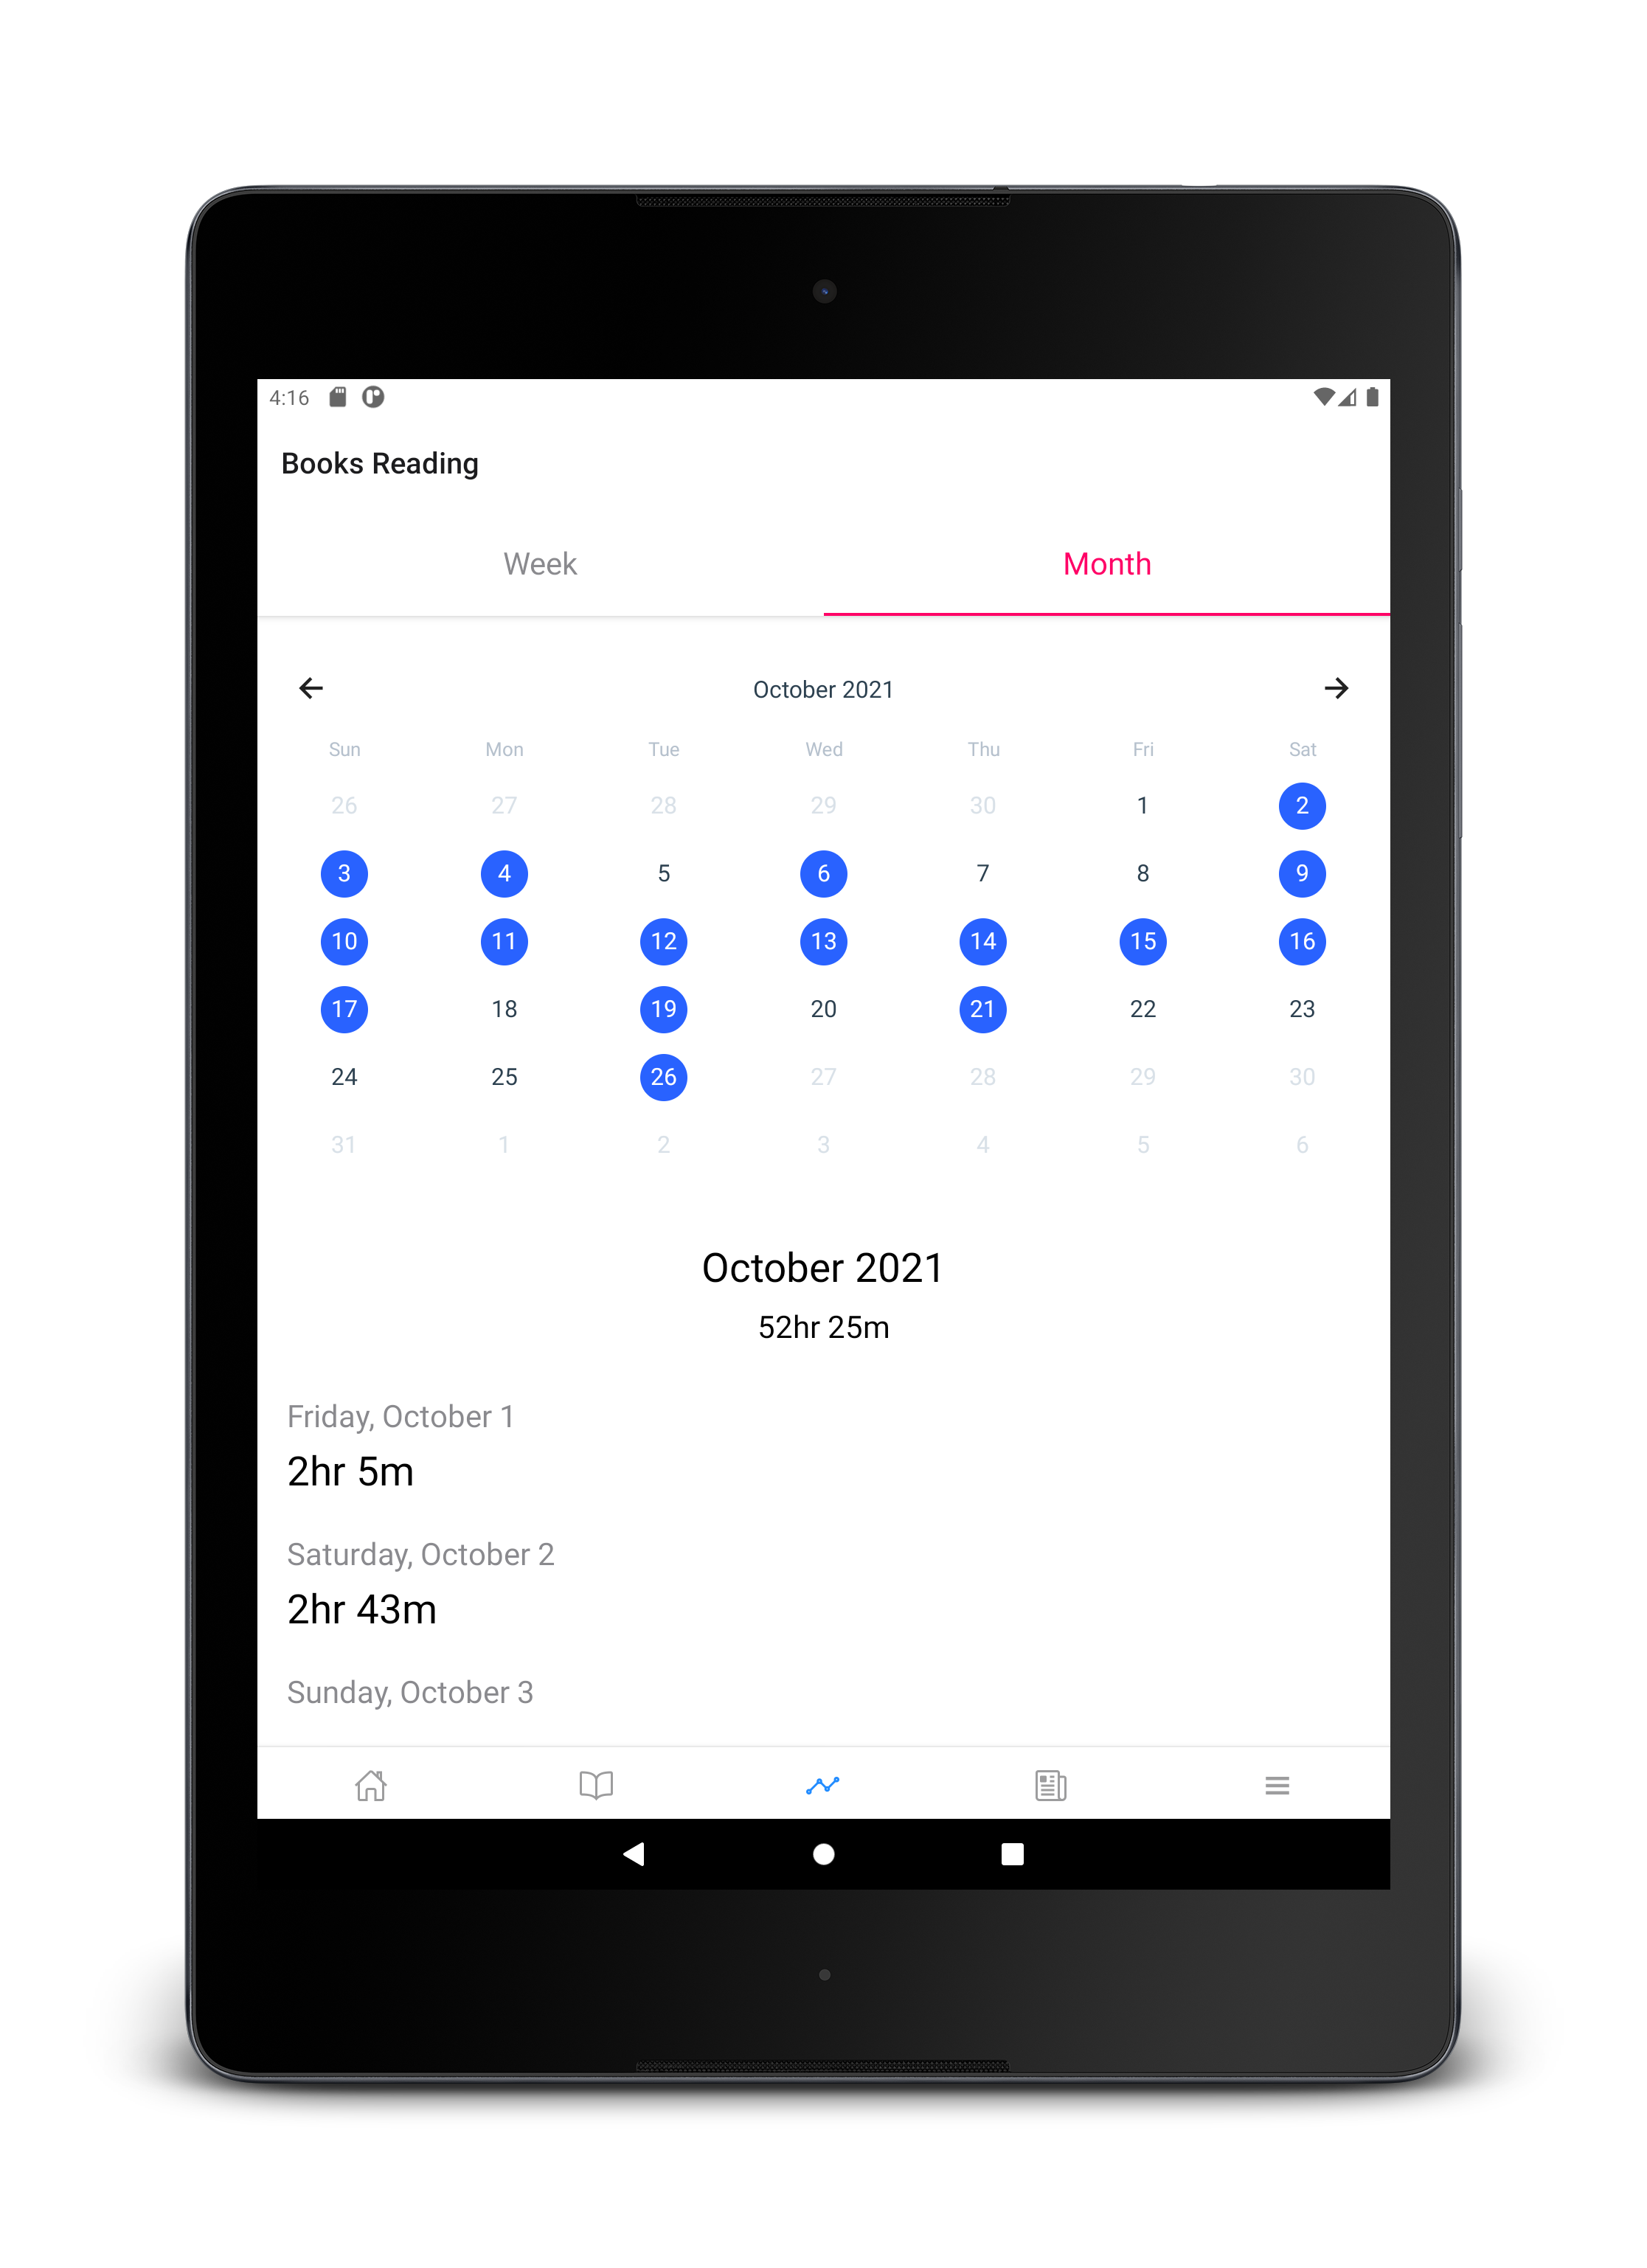 4:16
Books Reading
Week Month
October 2021
Sun Mon Tue Wed Thu Fri Sat
26 27 28 29 30 1 2
3 4 5 6 7 8 9
10 11 12 13 14 15 16
17 18 19 20 21 22 23
24 25 26 27 28 29 30
31 1 2 3 4 5 6
October 2021
52hr 25m
Friday, October 1
2hr 5m
Saturday, October 2
2hr 43m
Sunday, October 3